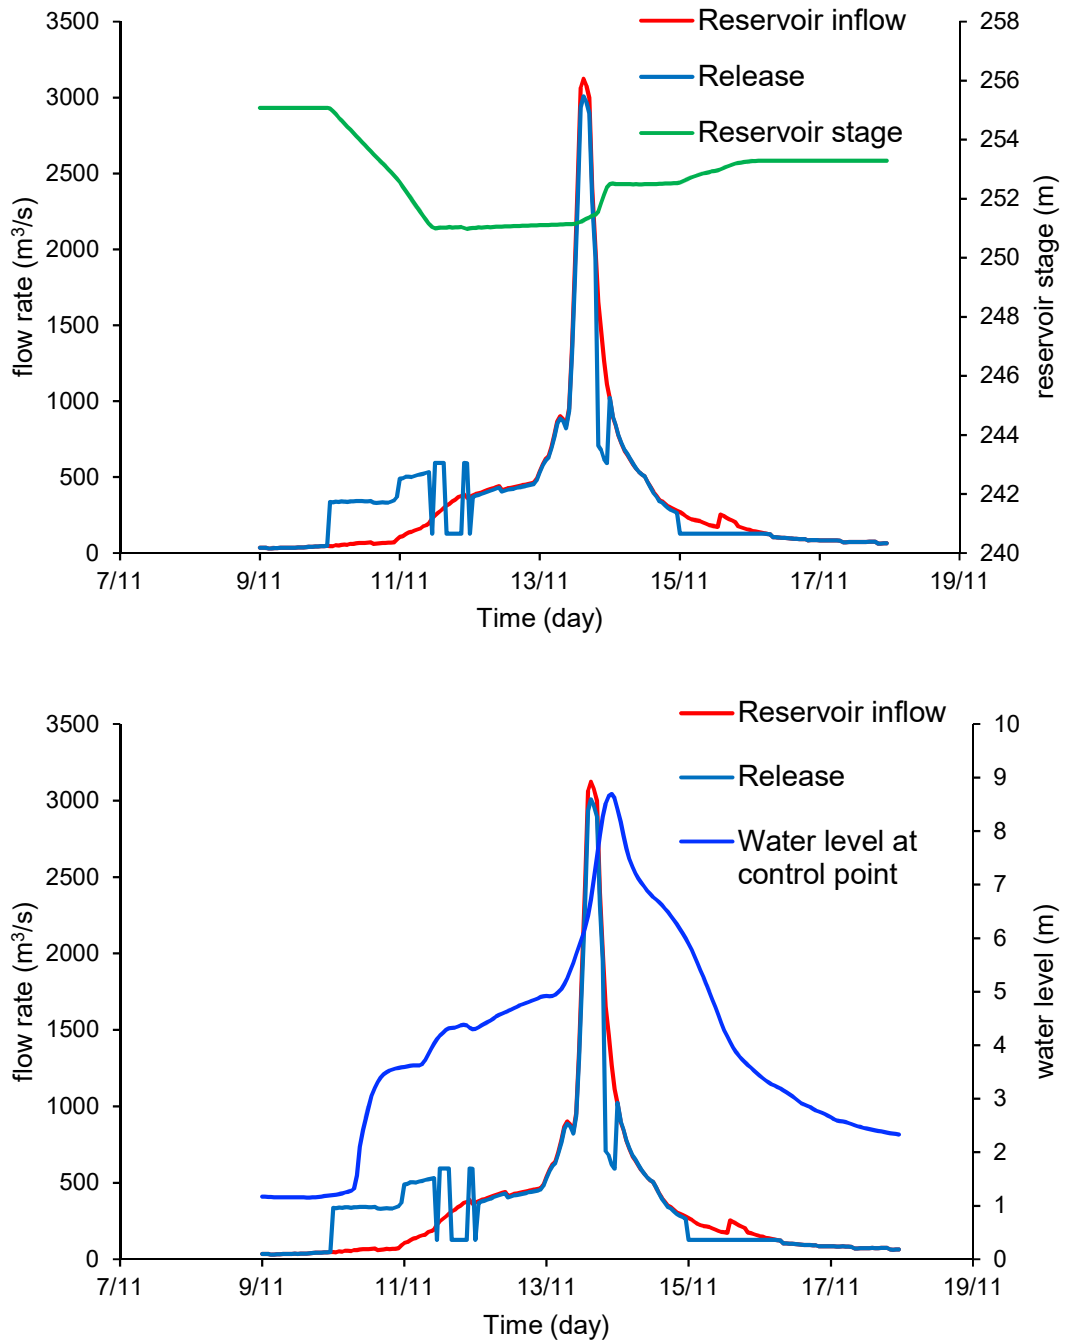 3500
3000
2500
2000
1500
1000
500
0
flow rate (m³/s)
258
256
254
252
250
248
246
244
242
240
reservoir stage (m)
Reservoir inflow
Release
Reservoir stage
7/11 9/11 11/11 13/11 15/11 17/11 19/11
Time (day)
3500
3000
2500
2000
1500
1000
500
0
flow rate (m³/s)
10
9
8
7
6
5
4
3
2
1
0
water level (m)
Reservoir inflow
Release
Water level at
control point
7/11 9/11 11/11 13/11 15/11 17/11 19/11
Time (day)